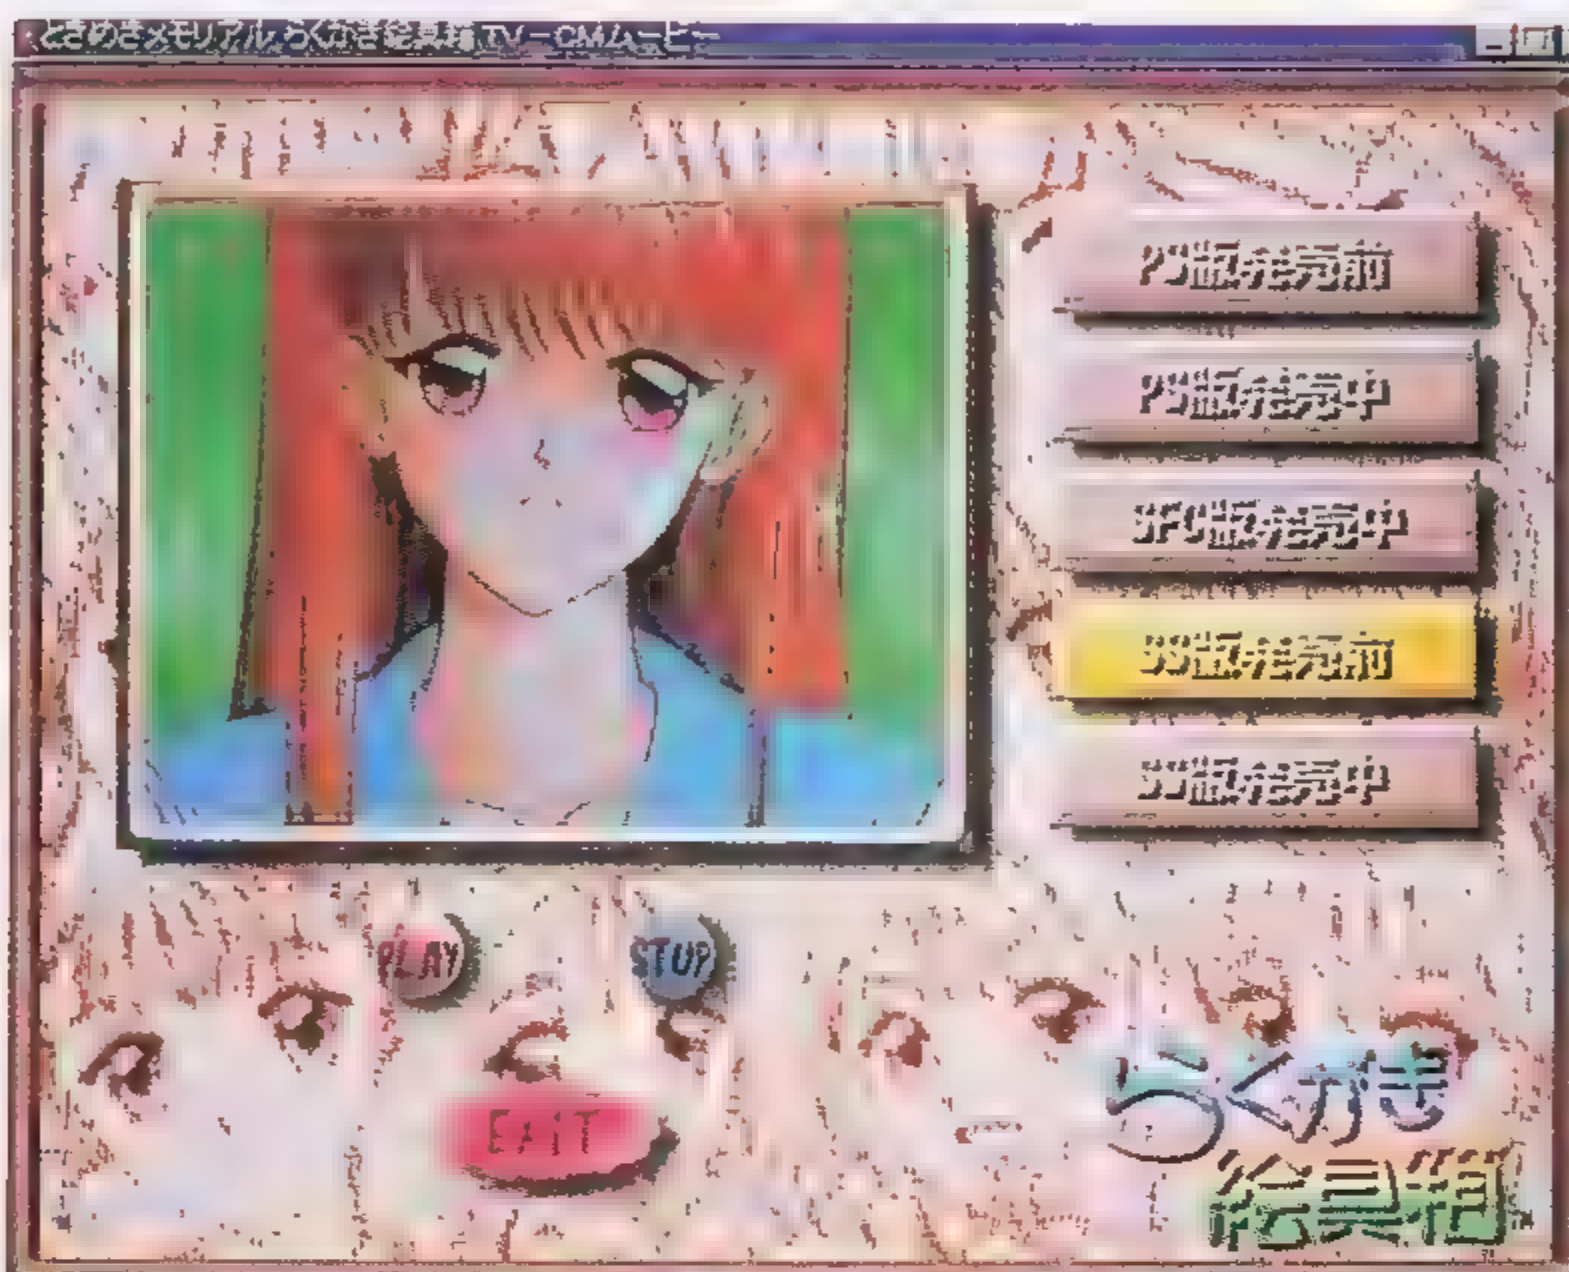 ときめきメモリアル らくがき絵具箱 TV-CMムービー
PS版発売前
PS版発売中
SFC版発売中
SS版発売前
SS版発売中
PLAY
STOP
EXIT
らくがき
絵具箱